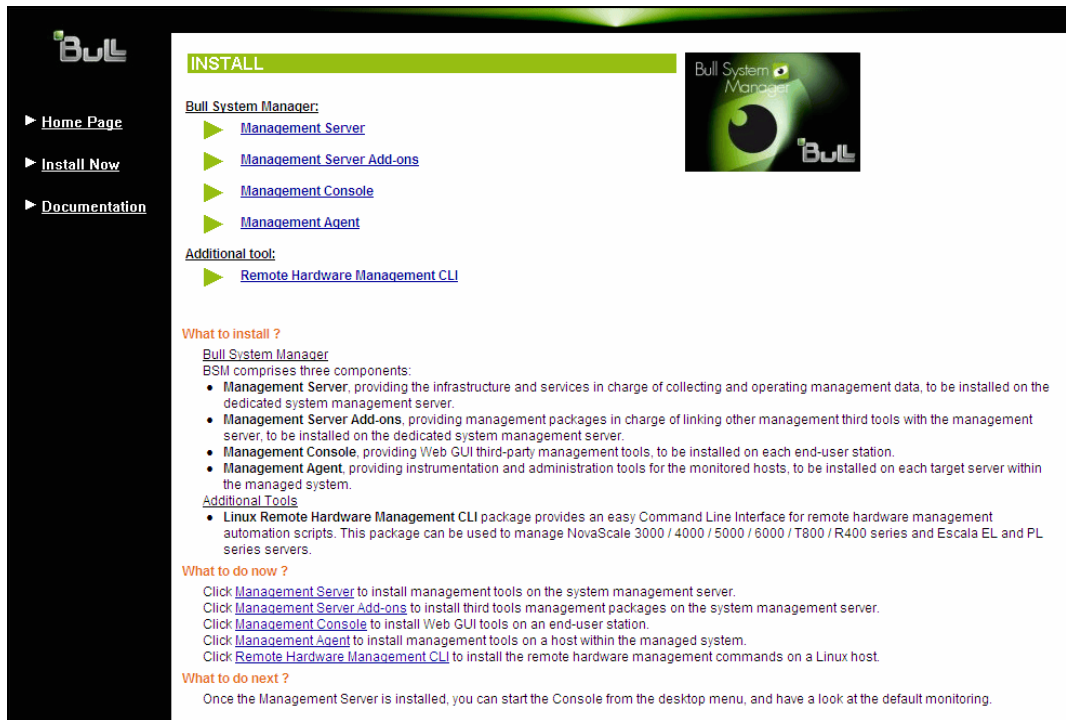 Bull
Home Page
Install Now
Documentation
INSTALL
Bull System Manager
Bull
Bull System Manager:
Management Server
Management Server Add-ons
Management Console
Management Agent
Additional tool:
Remote Hardware Management CLI
What to install ?
Bull System Manager
BSM comprises three components:
• Management Server, providing the infrastructure and services in charge of collecting and operating management data, to be installed on the
dedicated system management server.
• Management Server Add-ons, providing management packages in charge of linking other management third tools with the management
server, to be installed on the dedicated system management server.
• Management Console, providing Web GUI third-party management tools, to be installed on each end-user station.
• Management Agent, providing instrumentation and administration tools for the monitored hosts, to be installed on each target server within
the managed system.
Additional Tools
• Linux Remote Hardware Management CLI package provides an easy Command Line Interface for remote hardware management
automation scripts. This package can be used to manage NovaScale 3000 / 4000 / 5000 / 6000 / T800 / R400 series and Escala EL and PL
series servers.
What to do now ?
Click Management Server to install management tools on the system management server.
Click Management Server Add-ons to install third tools management packages on the system management server.
Click Management Console to install Web GUI tools on an end-user station.
Click Management Agent to install management tools on a host within the managed system.
Click Remote Hardware Management CLI to install the remote hardware management commands on a Linux host.
What to do next ?
Once the Management Server is installed, you can start the Console from the desktop menu, and have a look at the default monitoring.